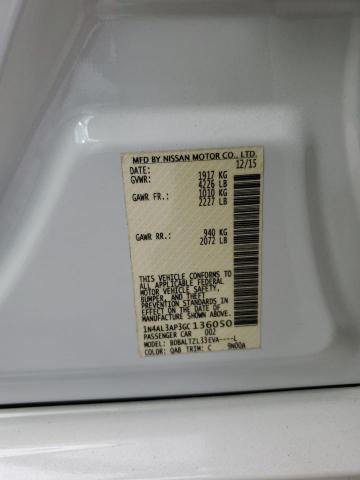 MFD BY NISSAN MOTOR CO., LTD.
DATE: 12/15
GVWR: 1917 KG
4226 LB
GAWR FR.: 1010 KG
2227 LB
GAWR RR.: 940 KG
2072 LB
THIS VEHICLE CONFORMS TO
ALL APPLICABLE FEDERAL
MOTOR VEHICLE SAFETY,
BUMPER, AND THEFT
PREVENTION STANDARDS IN
EFFECT ON THE DATE OF
MANUFACTURE SHOWN ABOVE
1N4AL3AP3GC136050
PASSENGER CAR 002
MODEL: BDBALTZL33EVA----L
COLOR: QAB TRIM: C 9N00A